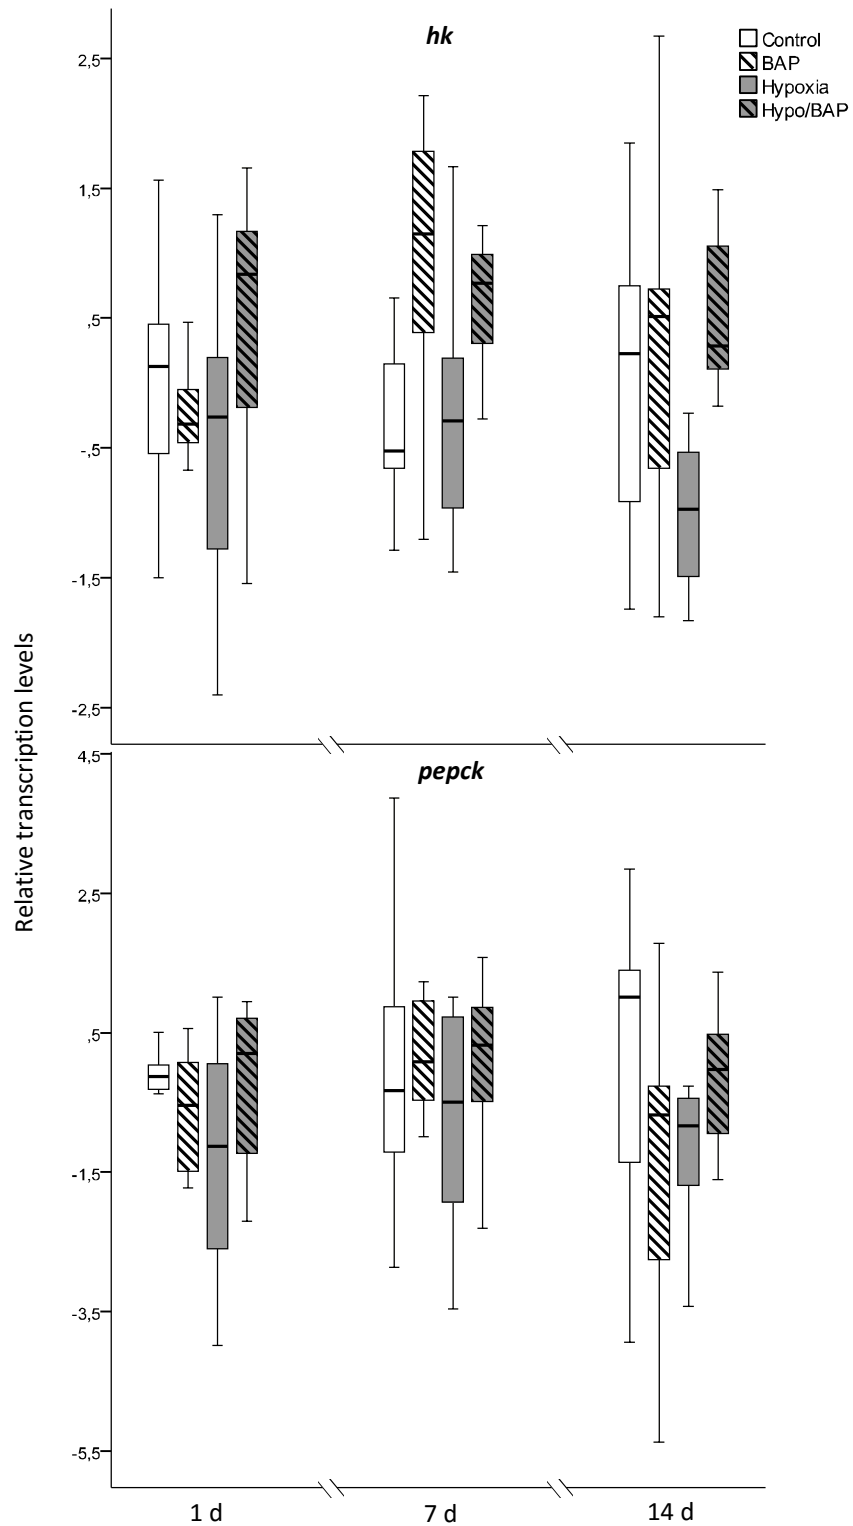 hk
Control
BAP
Hypoxia
Hypo/BAP
2,5
1,5
,5
-,5
-1,5
-2,5
Relative transcription levels
pepck
4,5
2,5
,5
-1,5
-3,5
-5,5
1 d
7 d
14 d